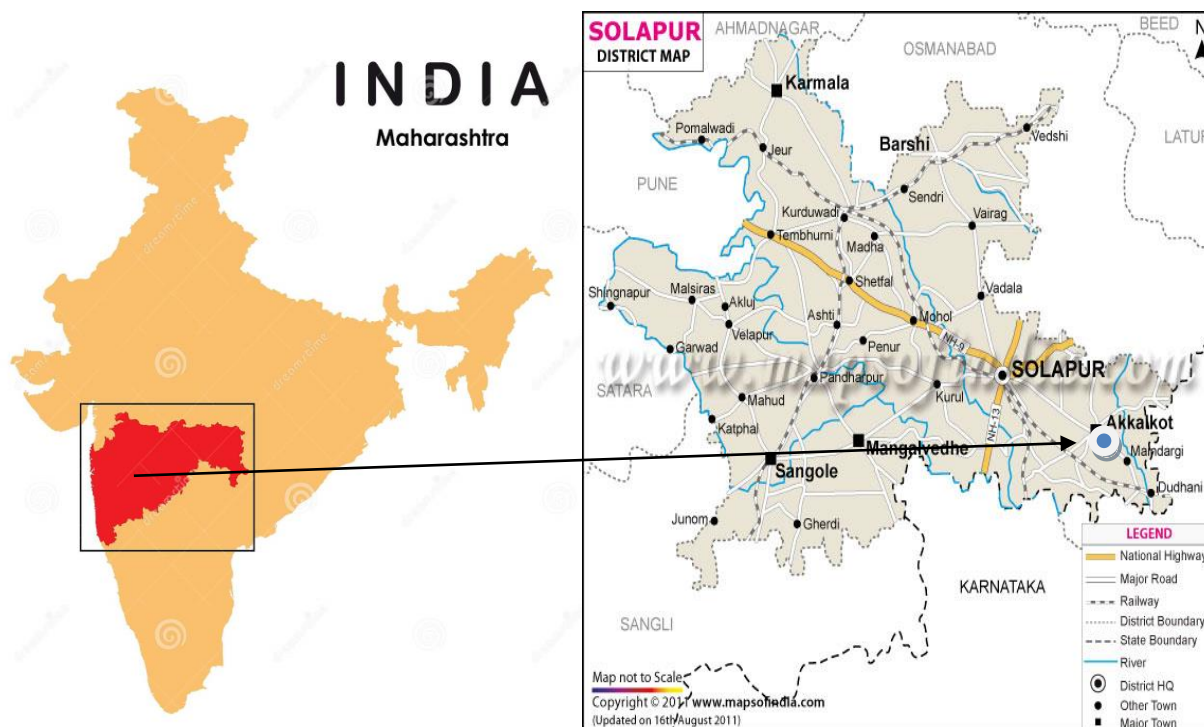 INDIA
Maharashtra
dreamstime
SOLAPUR
DISTRICT MAP
AHMADNAGAR
BEED
OSMANABAD
N
LATUR
Karmala
Pomalwadi
Jeur
Barshi
Vedshi
PUNE
Sendri
Kurduwadi
Vairag
Tembhurni
Madha
Shetfal
Vadala
Shingnapur
Malsiras
Akluj
Velapur
Ashti
Mohol
Penur
NH-9
Garwad
www.mapsofindia.com
SOLAPUR
SATARA
Pandharpur
Kurul
Mahud
Katphal
NH-13
Akkalkot
Mangalvedhe
Maindargi
Sangole
Dudhani
Junom
Gherdi
KARNATAKA
SANGLI
LEGEND
National Highway
Major Road
Railway
District Boundary
State Boundary
River
District HQ
Other Town
Major Town
Map not to Scale
Copyright © 2011 www.mapsofindia.com
(Updated on 16th August 2011)